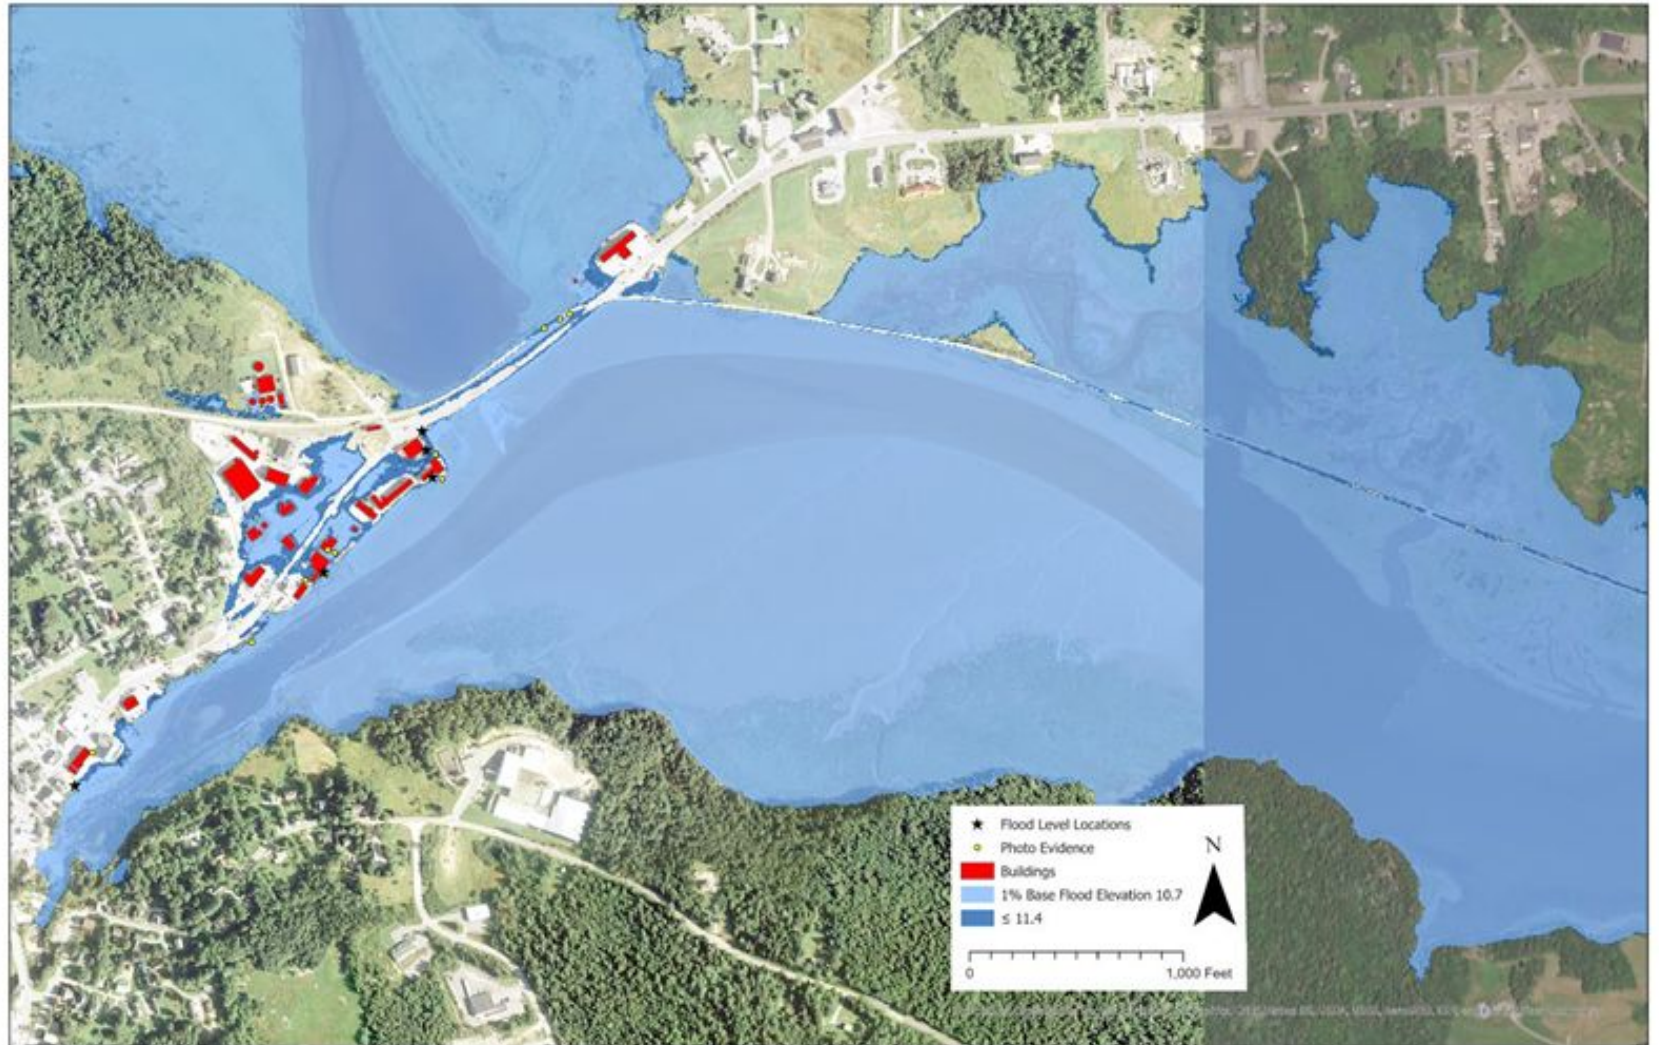 Flood Level Locations
Photo Evidence
N
Buildings
1% Base Flood Elevation 10.7
≤ 11.4
0 1,000 Feet